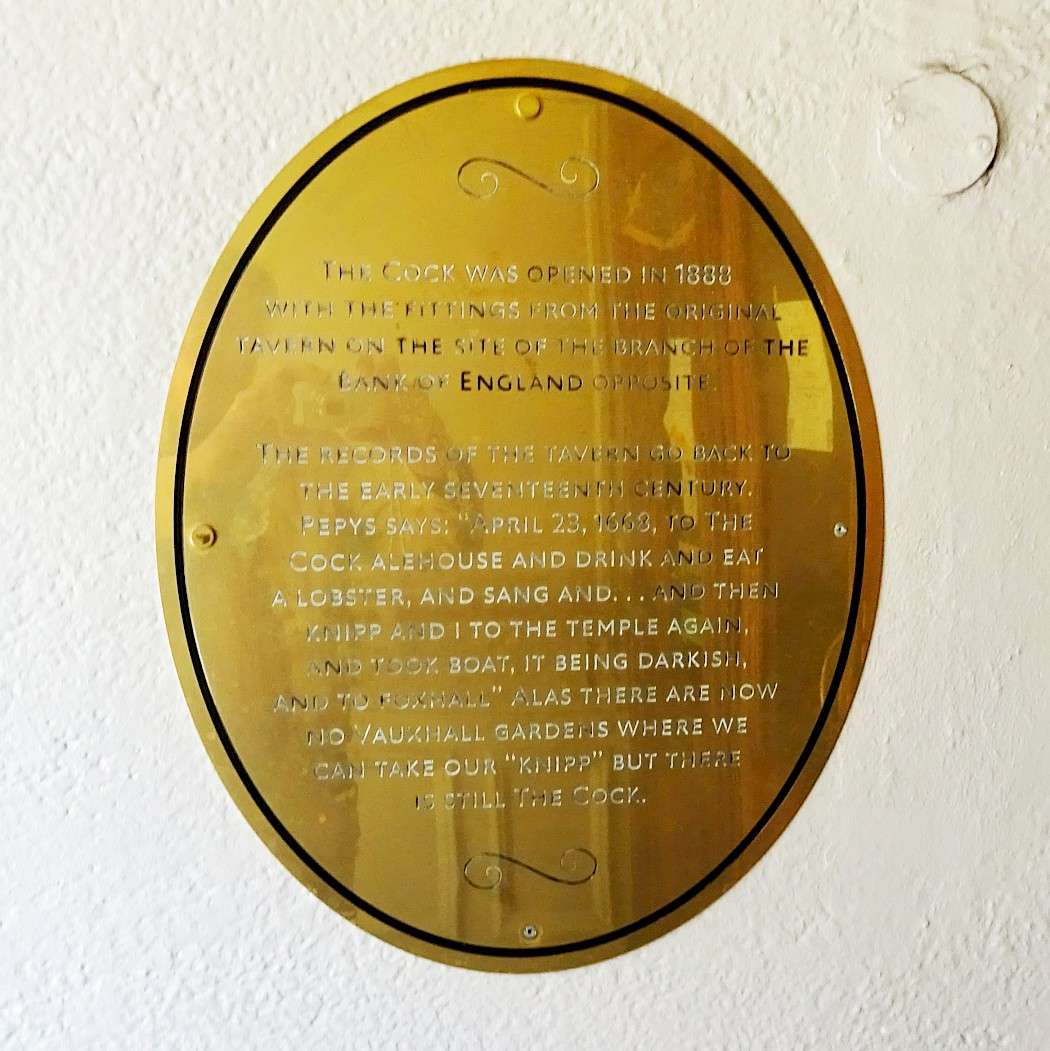 THE COCK WAS OPENED IN 1888
WITH THE FITTINGS FROM THE ORIGINAL
TAVERN ON THE SITE OF THE BRANCH OF THE
BANK OF ENGLAND OPPOSITE.
THE RECORDS OF THE TAVERN GO BACK TO
THE EARLY SEVENTEENTH CENTURY.
PEPYS SAYS: "APRIL 23, 1668, TO THE
COCK ALEHOUSE AND DRINK AND EAT
A LOBSTER, AND SANG AND... AND THEN
KNIPP AND I TO THE TEMPLE AGAIN,
AND TOOK BOAT, IT BEING DARKISH,
AND TO FOXHALL" ALAS THERE ARE NOW
NO VAUXHALL GARDENS WHERE WE
CAN TAKE OUR "KNIPP" BUT THERE
IS STILL THE COCK.